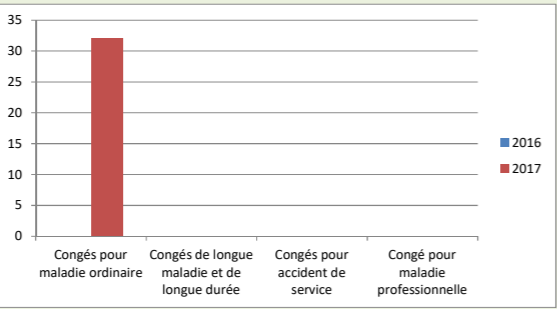 35
30
25
20
15
10
5
0
2016
2017
Congés pour
maladie ordinaire
Congés de longue
maladie et de
longue durée
Congés pour
accident de
service
Congé pour
maladie
professionnelle